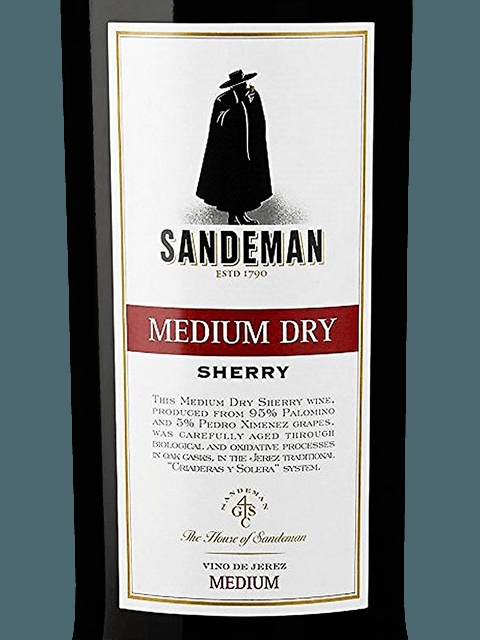 SANDEMAN
ESTD 1790
MEDIUM DRY
SHERRY
THIS MEDIUM DRY SHERRY WINE,
PRODUCED FROM 95% PALOMINO
AND 5% PEDRO XIMENEZ GRAPES,
WAS CAREFULLY AGED THROUGH
BIOLOGICAL AND OXIDATIVE PROCESSES
IN OAK CASKS, IN THE JEREZ TRADITIONAL
"CRIADERAS Y SOLERA" SYSTEM.
SANDEMAN
GSC
The House of Sandeman
VINO DE JEREZ
MEDIUM